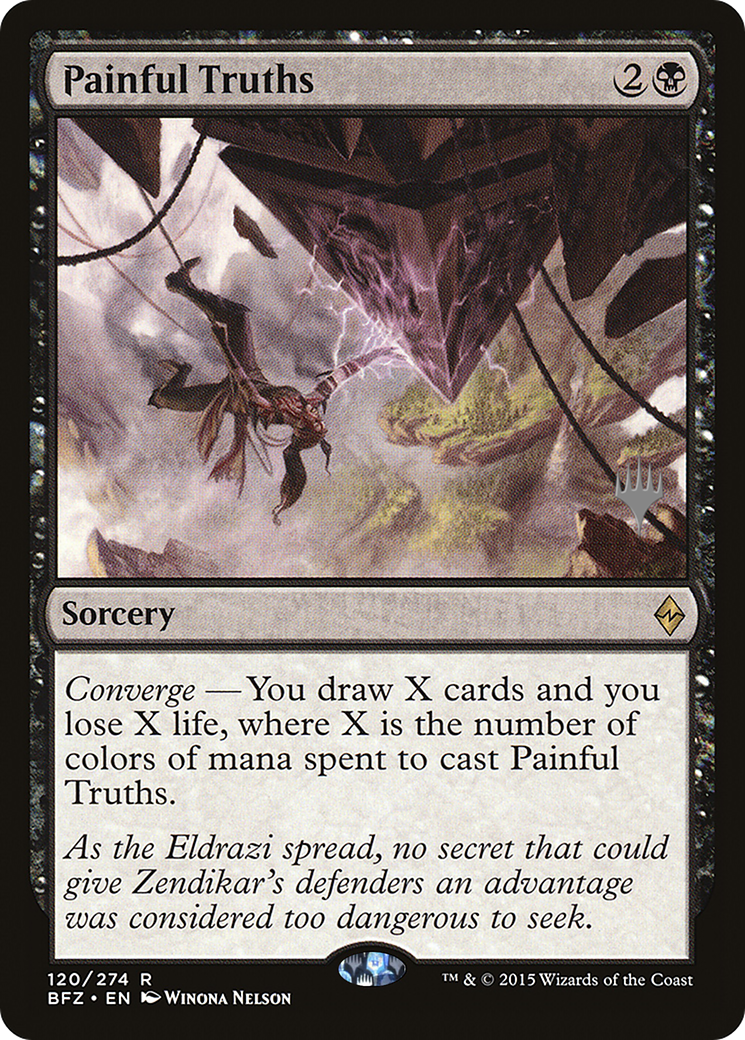 Painful Truths 2
Sorcery
Converge — You draw X cards and you
lose X life, where X is the number of
colors of mana spent to cast Painful
Truths.
As the Eldrazi spread, no secret that could
give Zendikar's defenders an advantage
was considered too dangerous to seek.
120/274 R
BFZ • EN Winona Nelson
™ & © 2015 Wizards of the Coast